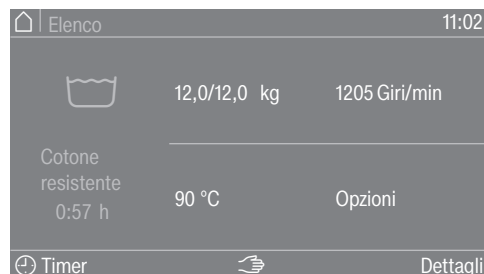 Elenco 11:02
12,0/12,0 kg 1205 Giri/min
Cotone
resistente
0:57 h
90 °C Opzioni
Timer Dettagli